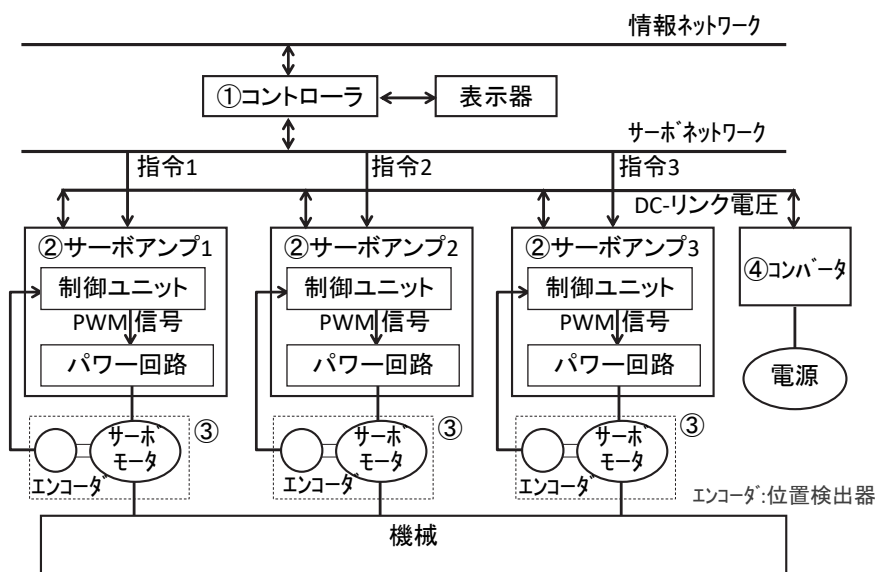 情報ネットワーク
①コントローラ
表示器
サーボネットワーク
指令1
指令2
指令3
DC-リンク電圧
②サーボアンプ1
②サーボアンプ2
②サーボアンプ3
④コンバータ
制御ユニット
制御ユニット
制御ユニット
PWM信号
PWM信号
PWM信号
パワー回路
パワー回路
パワー回路
電源
③
③
③
サーボ
モータ
サーボ
モータ
サーボ
モータ
エンコーダ
エンコーダ
エンコーダ
エンコーダ:位置検出器
機械